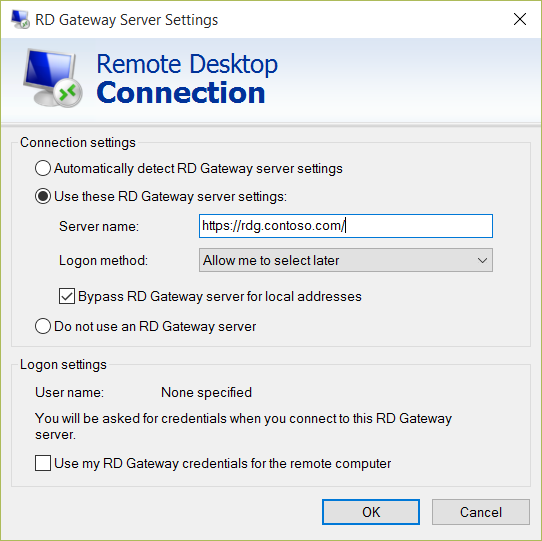 RD Gateway Server Settings
Remote Desktop
Connection
Connection settings
Automatically detect RD Gateway server settings
Use these RD Gateway server settings:
Server name: https://rdg.contoso.com/
Logon method: Allow me to select later
Bypass RD Gateway server for local addresses
Do not use an RD Gateway server
Logon settings
User name: None specified
You will be asked for credentials when you connect to this RD Gateway
server.
Use my RD Gateway credentials for the remote computer
OK Cancel